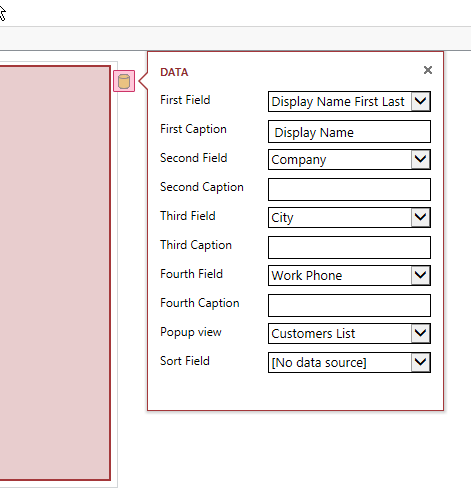 DATA
First Field Display Name First Last
First Caption Display Name
Second Field Company
Second Caption
Third Field City
Third Caption
Fourth Field Work Phone
Fourth Caption
Popup view Customers List
Sort Field [No data source]